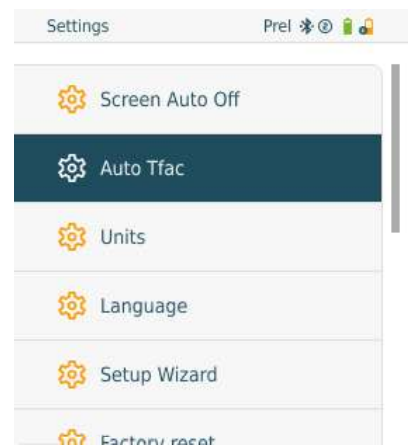 Settings Prel
Screen Auto Off
Auto Tfac
Units
Language
Setup Wizard
Factory reset